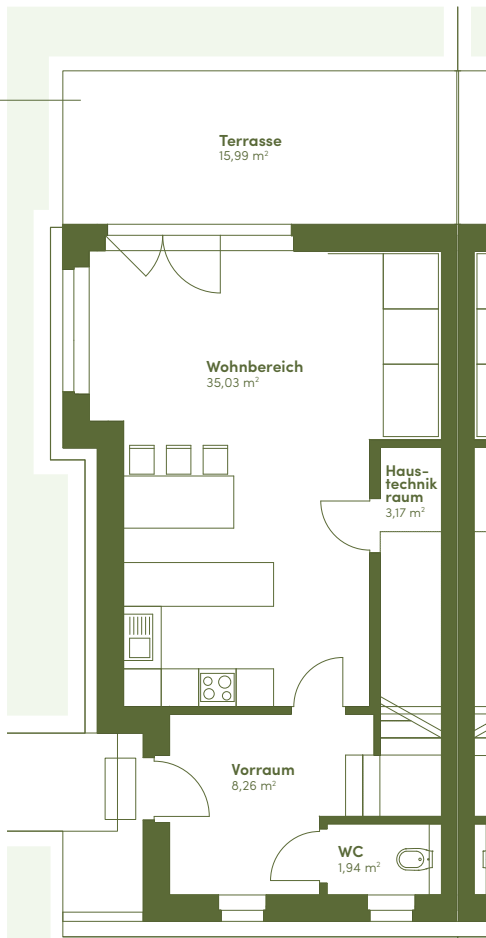 Terrasse
15,99 m²
Wohnbereich
35,03 m²
Haus-
technik
raum
3,17 m²
Vorraum
8,26 m²
WC
1,94 m²